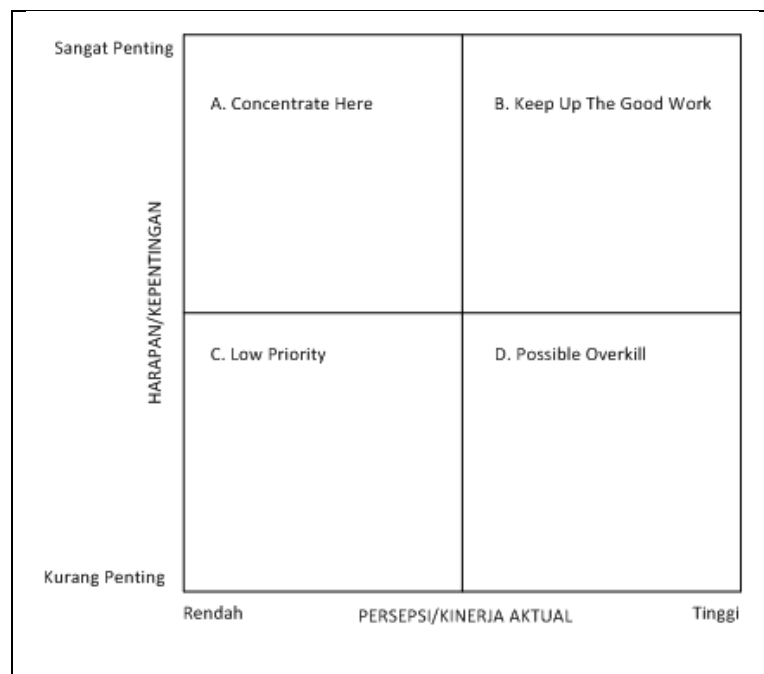 Sangat Penting
A. Concentrate Here
B. Keep Up The Good Work
HARAPAN/KEPENTINGAN
C. Low Priority
D. Possible Overkill
Kurang Penting
Rendah
PERSEPSI/KINERJA AKTUAL
Tinggi